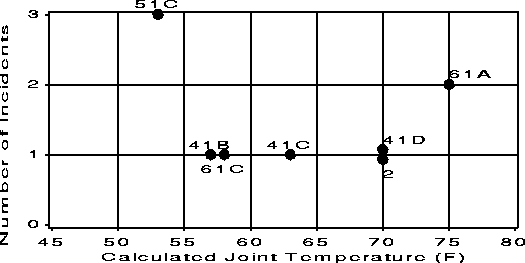 51C
3
61A
2
41B
41C
41D
1
61C
2
0
45 50 55 60 65 70 75 80
Calculated Joint Temperature (F)
Number of Incidents